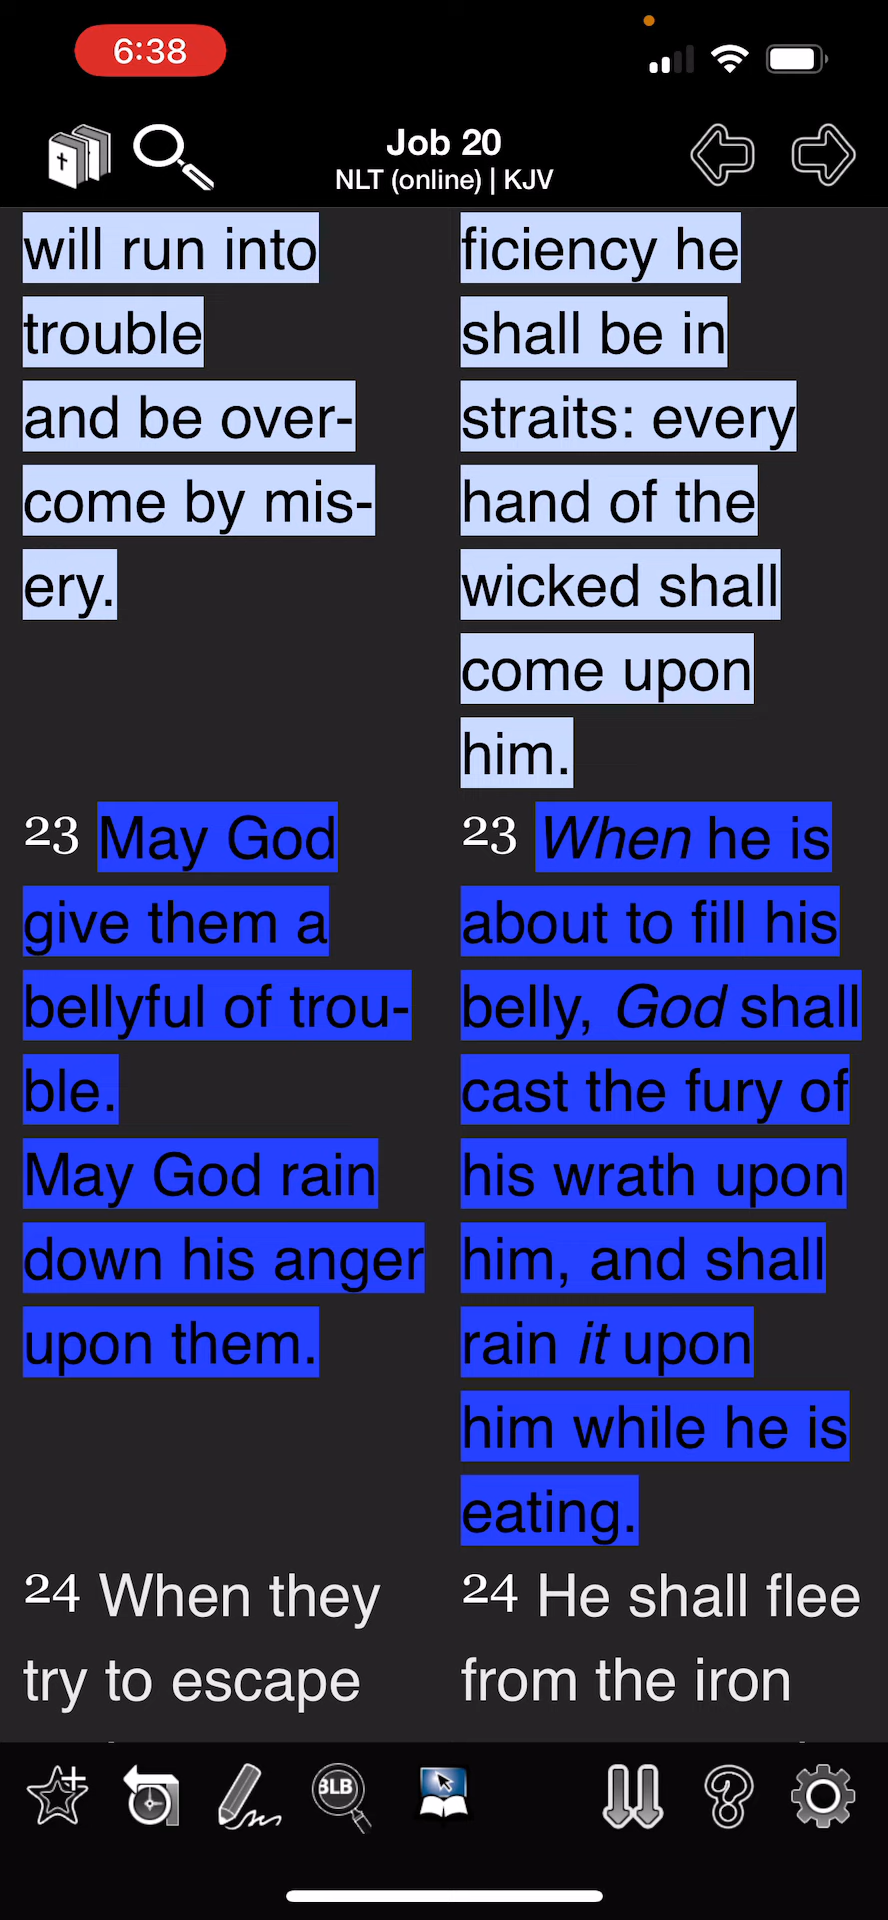 6:38
Job 20
NLT (online) | KJV
will run into
trouble
and be over-
come by mis-
ery.
ficiency he
shall be in
straits: every
hand of the
wicked shall
come upon
him.
23 May God
give them a
bellyful of trou-
ble.
May God rain
down his anger
upon them.
23 When he is
about to fill his
belly, God shall
cast the fury of
his wrath upon
him, and shall
rain it upon
him while he is
eating.
24 When they
try to escape
24 He shall flee
from the iron
BLB